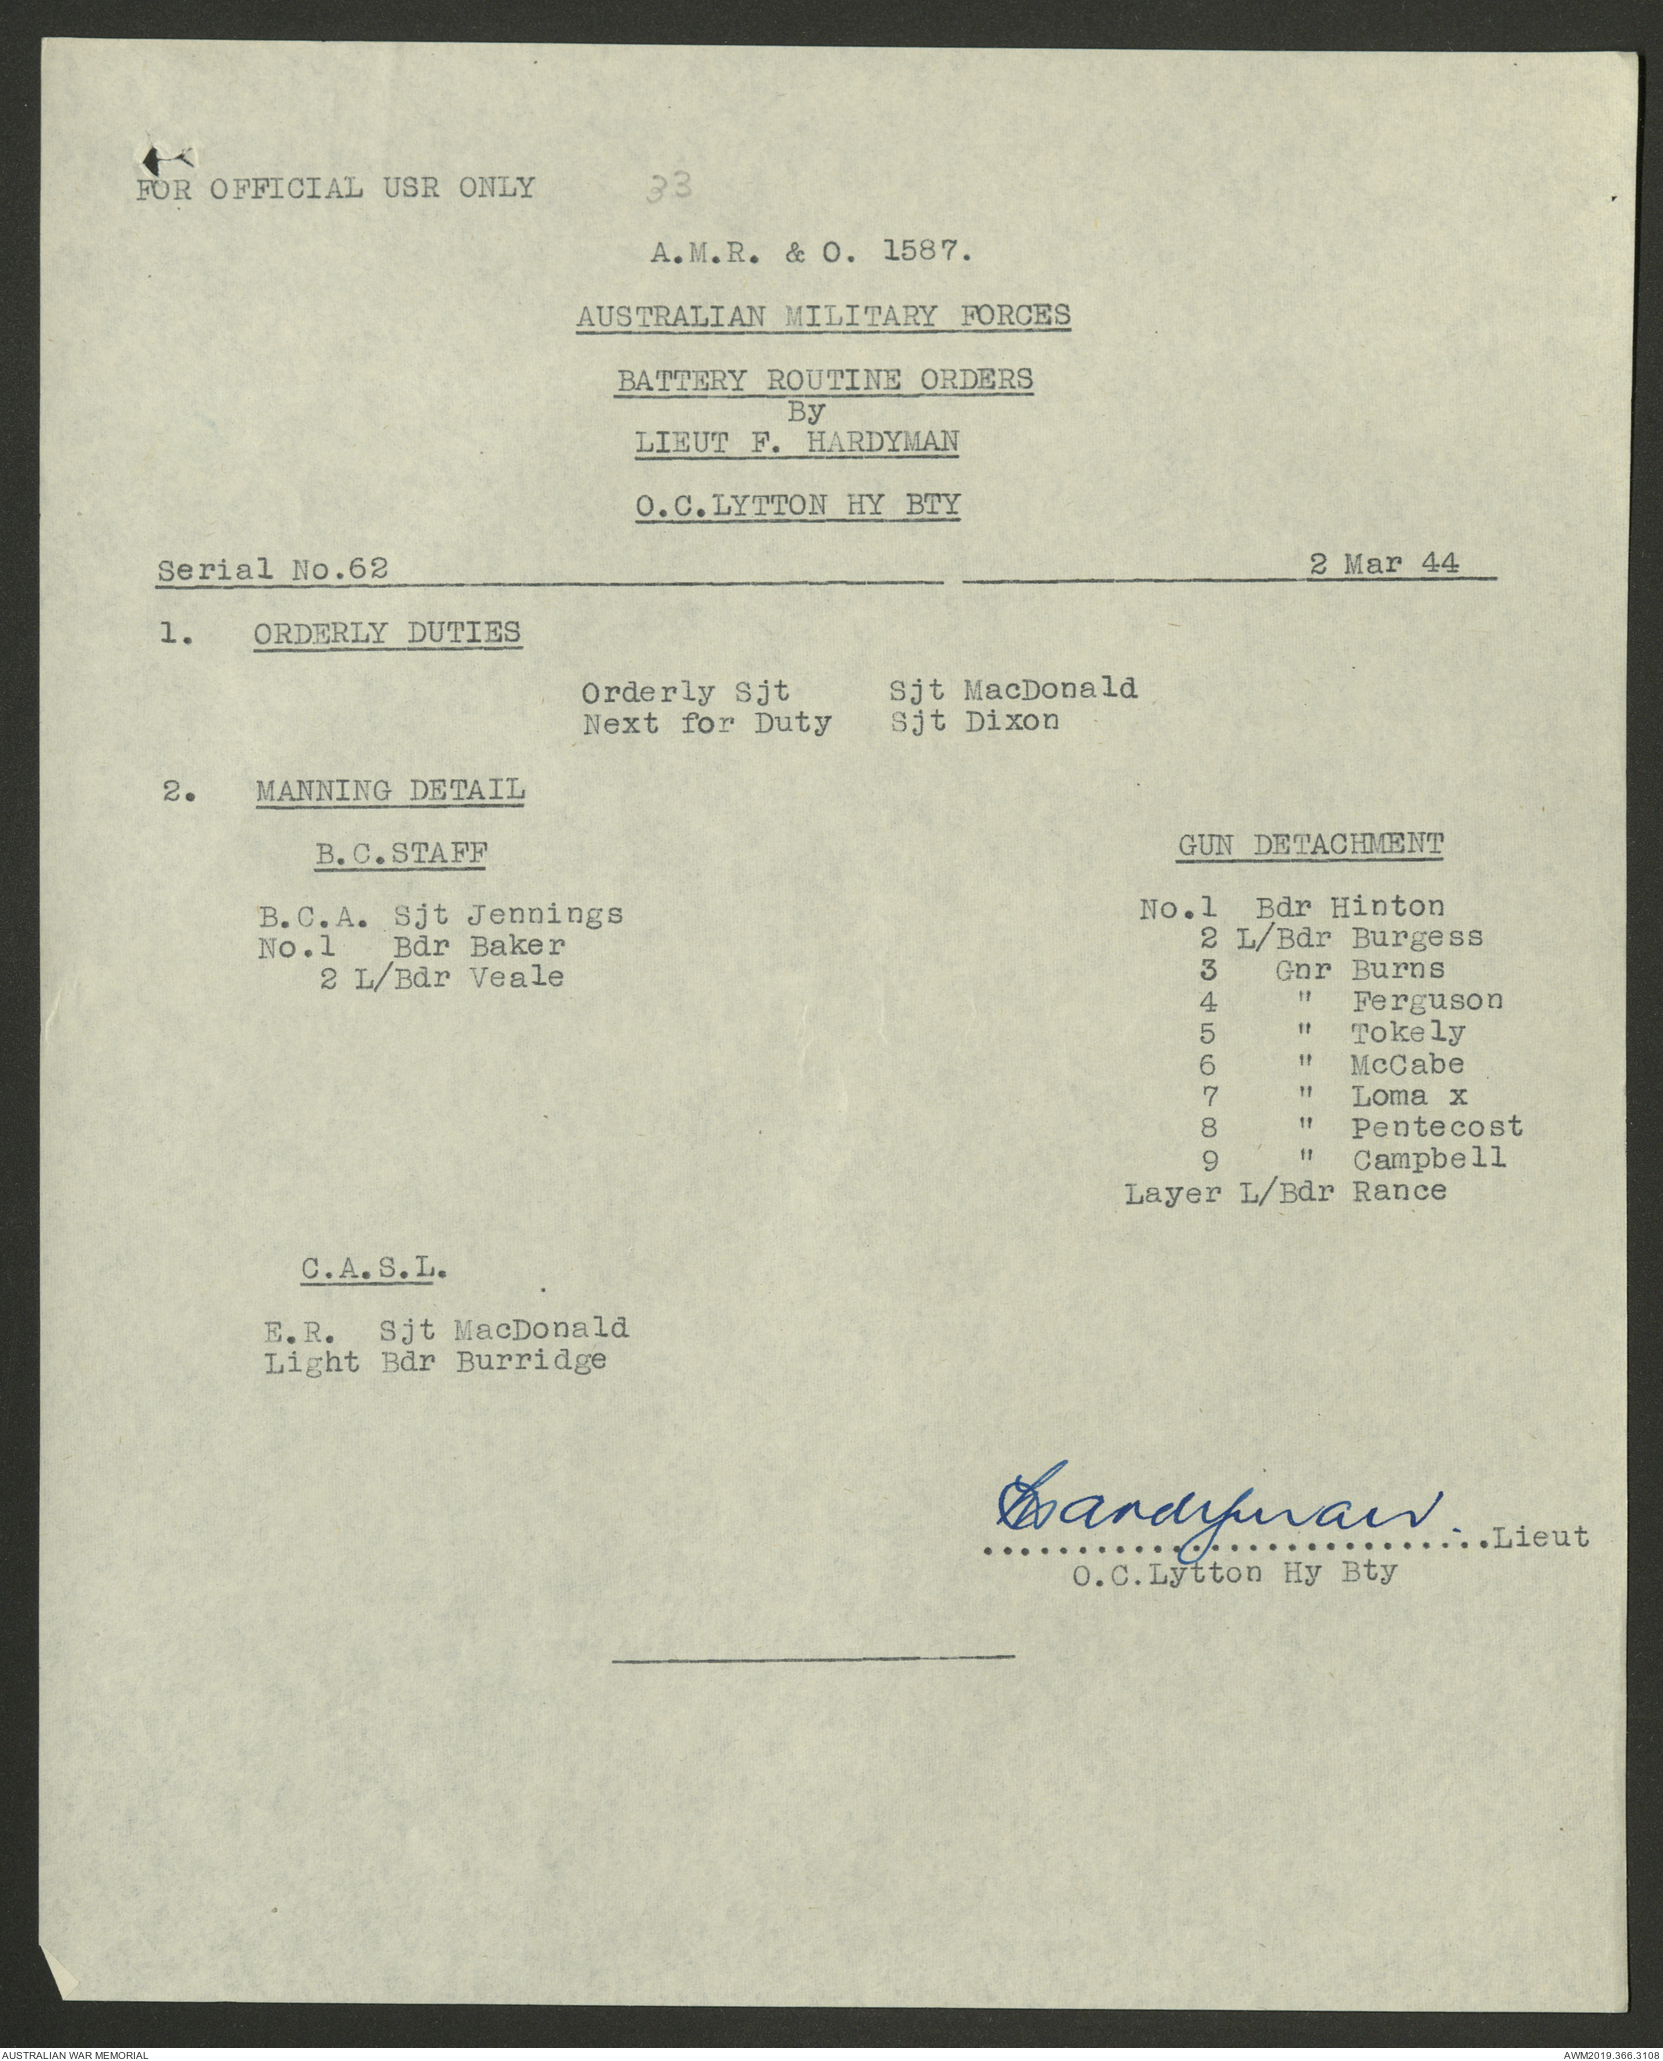 FOR OFFICIAL USR ONLY 33
A.M.R. & O. 1587.
AUSTRALIAN MILITARY FORCES
BATTERY ROUTINE ORDERS
By
LIEUT F. HARDYMAN
O.C.LYTTON HY BTY
Serial No.62 2 Mar 44
1. ORDERLY DUTIES
Orderly Sjt Sjt MacDonald
Next for Duty Sjt Dixon
2. MANNING DETAIL
B.C.STAFF
B.C.A. Sjt Jennings
No.1 Bdr Baker
2 L/Bdr Veale
GUN DETACHMENT
No.1 Bdr Hinton
2 L/Bdr Burgess
3 Gnr Burns
4 " Ferguson
5 " Tokely
6 " McCabe
7 " Loma x
8 " Pentecost
9 " Campbell
Layer L/Bdr Rance
C.A.S.L.
E.R. Sjt MacDonald
Light Bdr Burridge
Hardyman
............................Lieut
O.C.Lytton Hy Bty
AUSTRALIAN WAR MEMORIAL AWM2019.366.3108